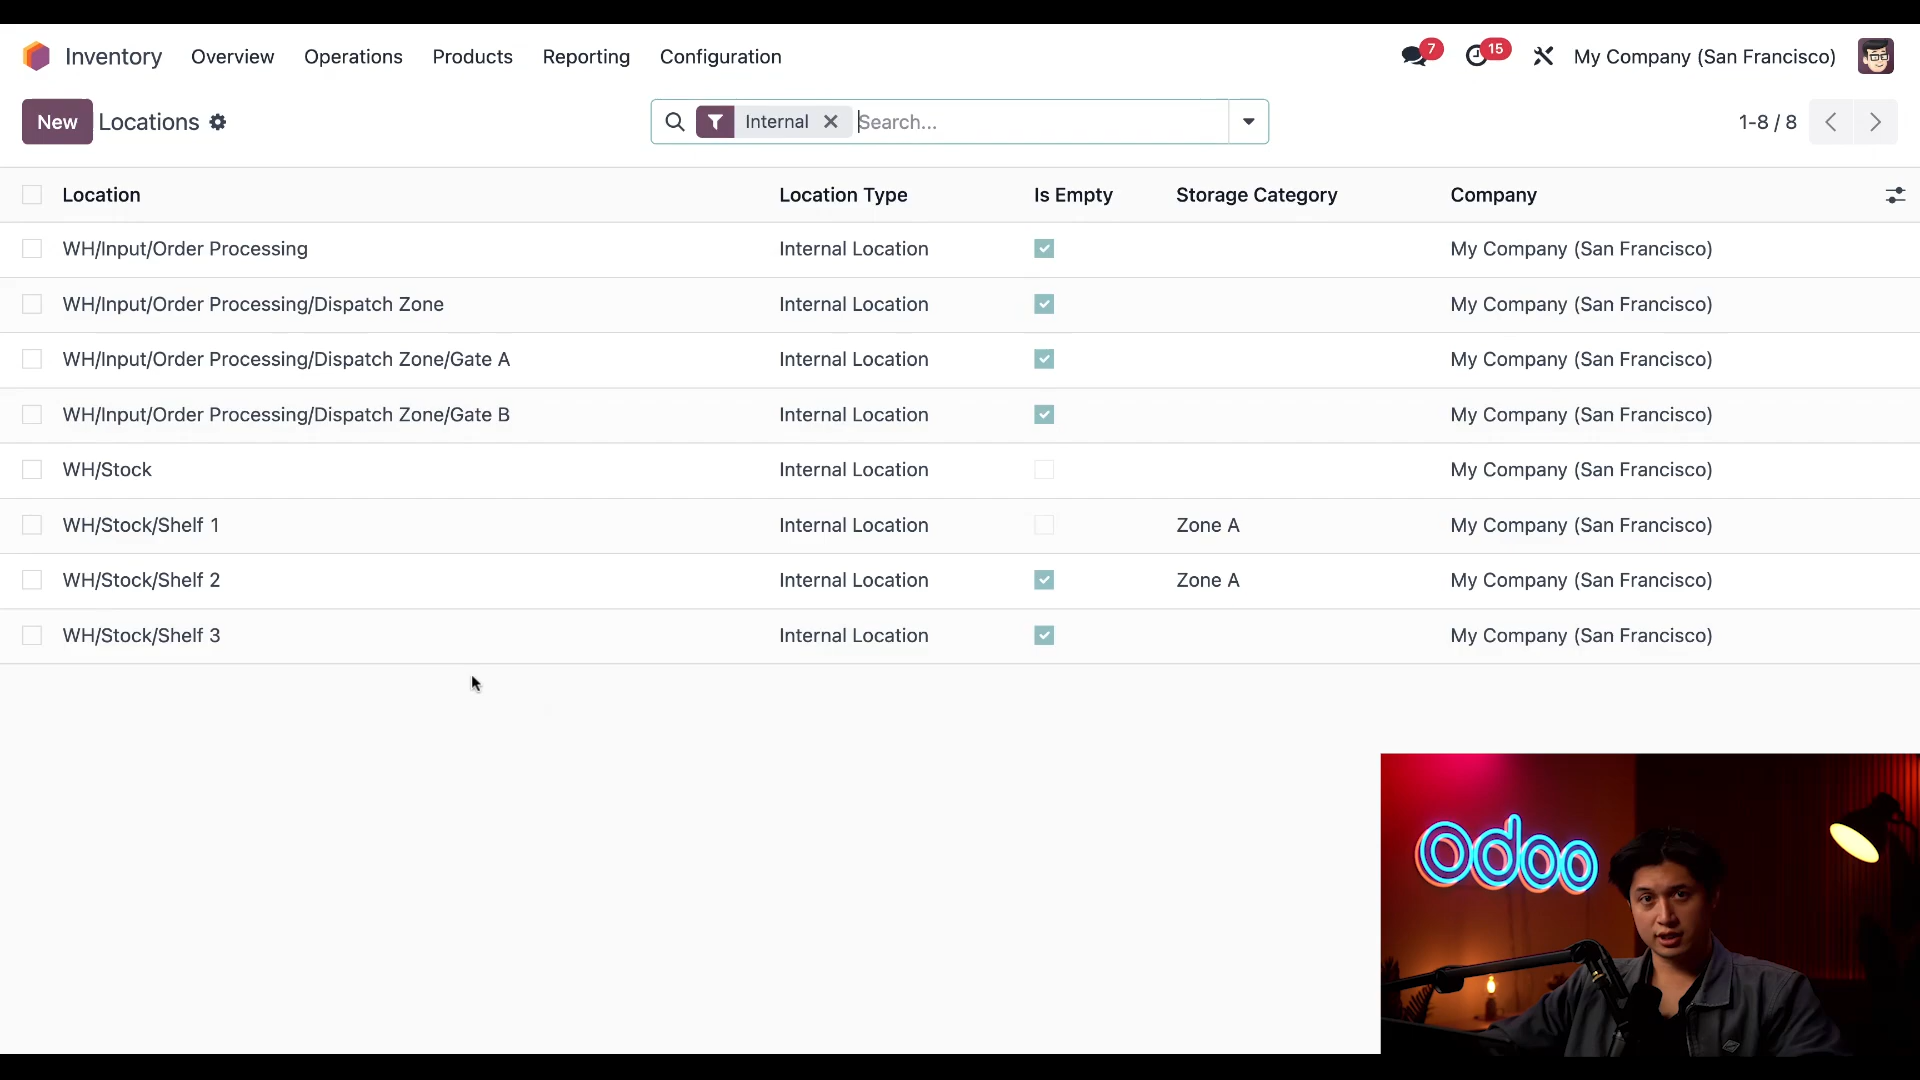 Inventory Overview Operations Products Reporting Configuration 7 15 My Company (San Francisco)
New Locations Internal Search... 1-8 / 8
Location Location Type Is Empty Storage Category Company
WH/Input/Order Processing Internal Location My Company (San Francisco)
WH/Input/Order Processing/Dispatch Zone Internal Location My Company (San Francisco)
WH/Input/Order Processing/Dispatch Zone/Gate A Internal Location My Company (San Francisco)
WH/Input/Order Processing/Dispatch Zone/Gate B Internal Location My Company (San Francisco)
WH/Stock Internal Location My Company (San Francisco)
WH/Stock/Shelf 1 Internal Location Zone A My Company (San Francisco)
WH/Stock/Shelf 2 Internal Location Zone A My Company (San Francisco)
WH/Stock/Shelf 3 Internal Location My Company (San Francisco)
odoo